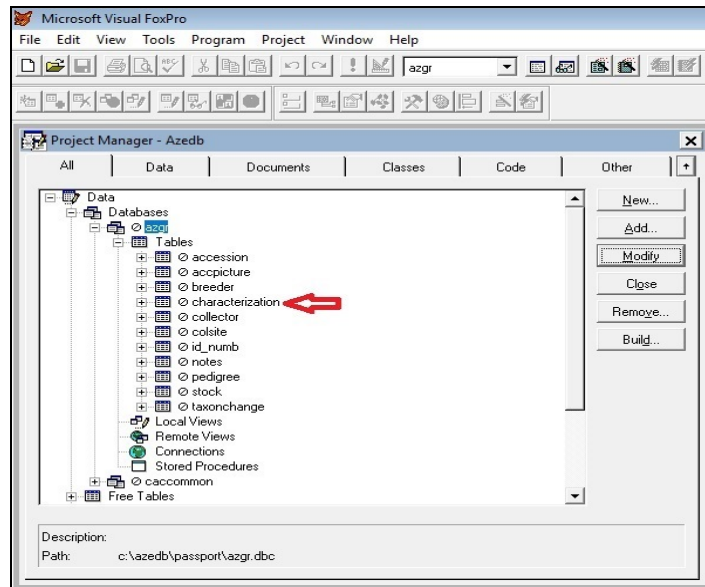 Microsoft Visual FoxPro
File Edit View Tools Program Project Window Help
azgr
Project Manager - Azedb
All Data Documents Classes Code Other
Data
Databases
azgr
Tables
accession
accpicture
breeder
characterization
collector
colsite
id_numb
notes
pedigree
stock
taxonchange
Local Views
Remote Views
Connections
Stored Procedures
caccommon
Free Tables
New...
Add...
Modify
Close
Remove...
Build...
Description:
Path: c:\azedb\passport\azgr.dbc